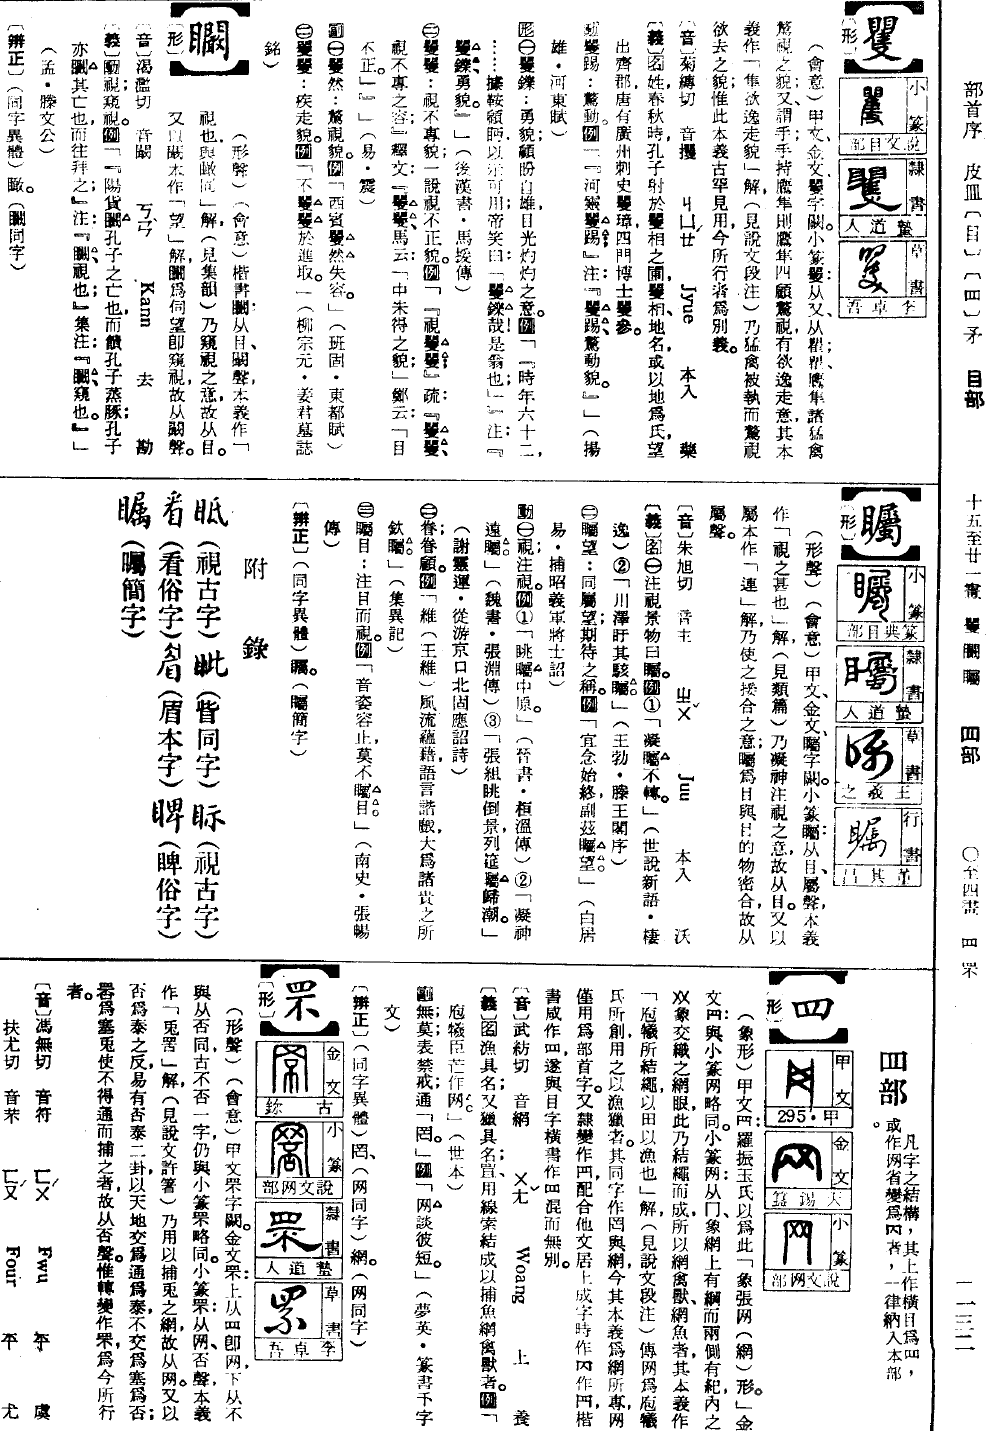 部首序 皮皿〔目〕〔罒〕矛 目部 十五至廿一畫 矍矙矚 罒部 〇至四畫 罒罘 一一三二
【矍】
小篆 說文目部
隸書 蟄道人
草書 李卓吾
〔形〕(會意)甲文、金文矍字闕。小篆矍:从又、从瞿,瞿、鷹隼諸猛禽
驚視之貌;又謂手;手持鷹隼則鷹隼四顧驚視,有欲逸走意,其本
義作「隼欲逸走貌」解,(見說文段注)乃猛禽被執而驚視
欲去之貌;惟此本義古罕見用,今所行者爲別義。
〔音〕菊縛切 音攫 ㄐㄩㄝˊ Jyue 本入 藥
〔義〕名姓,春秋時,孔子射於矍相之圃,矍相、地名,或以地爲氏,望
出齊郡,唐有廣州刺史矍璋,四門博士矍參。
動矍踢:驚動。例「『河靈矍踢』注:『矍踢、驚動貌。』」(揚
雄・河東賦)
形㊀矍鑠:勇貌,顧盼自雄目光灼灼之意。例「『時年六十二,
……據鞍顧眄,以示可用,帝笑曰:「矍鑠哉是翁也!」』注:『
矍鑠、勇貌。』」(後漢書・馬援傳)
㊁矍矍:視不專貌;一說視不正貌。例「『視矍矍』疏:『矍矍、
視不專之容。』釋文:『矍矍,馬云:「中未得之貌」鄭云:「目
不正。」』」(易・震)
副㊀矍然:驚視貌。例「西賓矍然失容。」(班固・東都賦)
㊁矍矍:疾走貌。例「不矍矍於進取。」(柳宗元・姜君墓誌
銘)
【矙】
〔形〕(形聲)(會意)楷書矙:从目、闞聲,本義作「
視也,與瞰同」解,(見集韻)乃窺視之意,故从目。
又以闞本作「望」解,矙爲伺望即窺視,故从闞聲。
〔音〕渴濫切 音闞 ㄎㄢˋ Kann 去 勘
〔義〕動視;窺視。例「『陽貨矙孔子之亡也,而饋孔子蒸豚;孔子
亦矙其亡也,而往拜之。』注:『矙、視也。』集注:『矙、窺也。』」
(孟・滕文公)
〔辨正〕(同字異體)瞰。(矙同字)
【矚】
小篆 篆典目部
隸書 蟄道人
草書 王羲之
行書 董其昌
〔形〕(形聲)(會意)甲文、金文矚字闕。小篆矚:从目、屬聲,本義
作「視之甚也」解,(見類篇)乃凝神注視之意,故从目。又以
屬本作「連」解,乃使之接合之意;矚爲目與目的物密合,故从
屬聲。
〔音〕朱旭切 音主 ㄓㄨˇ Juu 本入 沃
〔義〕名㊀注視景物曰矚。例①「凝矚不轉。」(世說新語・棲
逸)②「川澤盱其駭矚。」(王勃・滕王閣序)
㊁矚望:同屬望,期待之稱。例「宜念始終,副茲矚望。」(白居
易・捕昭義軍將士詔)
動㊀視;注視。例①「眺矚中原。」(晉書・桓溫傳)②「凝神
遠矚。」(魏書・張淵傳)③「張組眺倒景,列筵矚歸潮。」
(謝靈運・從游京口北固應詔詩)
㊁眷眷顧。例「維(王維)風流蘊藉,語言諧戲,大爲諸貴之所
欽矚。」(集異記)
㊂矚目:注目而視。例「音姿容止,莫不矚目。」(南史・張暢
傳)
〔辨正〕(同字異體)瞩。(矚簡字)
附 錄
眂(視古字)眦(眥同字)眎(視古字)
看(看俗字)睂(眉本字)睥(睥俗字)
瞩(矚簡字)
罒部 凡字之結構,其上作橫目爲罒,
或作网省變爲罓者,一律納入本部
【罒】
甲文 甲・295
金文 天錫簋
小篆 說文网部
〔形〕(象形)甲文罒:羅振玉氏以爲此「象張网(網)形。」金
文罒:與小篆网略同。小篆网:从冂、象網上有綱而兩側有紀,內之
㸚象交織之網眼,此乃結繩而成,所以網禽獸網魚者,其本義作
「庖犧所結繩,以田以漁也」解,(見說文段注)傳网爲庖犧
氏所創用之以漁獵者。其同字作罔,與網。今其本義爲網所專,网
僅用爲部首字。又隸變作罒,配合他文居上成字時作罓作罒,楷
書咸作罒,遂與目字橫書作罒混而無別。
〔音〕武紡切 音網 ㄨㄤˇ Woang 上 養
〔義〕名漁具名,又獵具名,豈用線索結成,以捕魚網禽獸者。例「
庖犧臣芒作网。」(世本)
副無;莫;表禁戒,通「罔。」例「网談彼短。」(夢英・篆書千字
文)
〔辨正〕(同字異體)罔、(网同字)網。(网同字)
【罘】
金文 古鉥
小篆 說文网部
隸書 蟄道人
草書 李卓吾
〔形〕(形聲)(會意)甲文罘字闕。金文罘:上从罒卽网,下从不
與从否同,古不否一字,仍與小篆罘略同。小篆罘:从网、否聲,本義
作「兎罟」解,(見說文許箸)乃用以捕兎之網,故从网。又以
否爲泰之反,易有否泰二卦,以天地交爲通爲泰,不交爲塞爲否;
罘爲塞兎使不得通而捕之者,故从否聲。惟轉變作罘,爲今所行
者。
〔音〕馮無切 音符 ㄈㄨˊ Fwu 平 虞
扶尤切 音芣 ㄈㄡˊ Four 平 尤